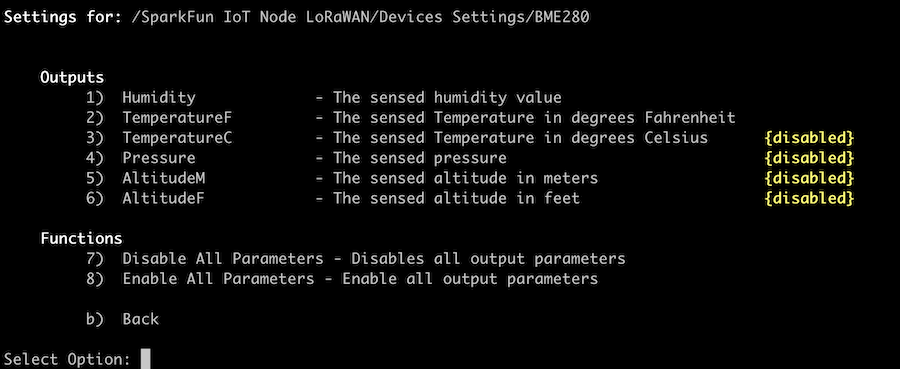 Settings for: /SparkFun IoT Node LoRaWAN/Devices Settings/BME280
Outputs
1) Humidity - The sensed humidity value
2) TemperatureF - The sensed Temperature in degrees Fahrenheit
3) TemperatureC - The sensed Temperature in degrees Celsius {disabled}
4) Pressure - The sensed pressure {disabled}
5) AltitudeM - The sensed altitude in meters {disabled}
6) AltitudeF - The sensed altitude in feet {disabled}
Functions
7) Disable All Parameters - Disables all output parameters
8) Enable All Parameters - Enable all output parameters
b) Back
Select Option: